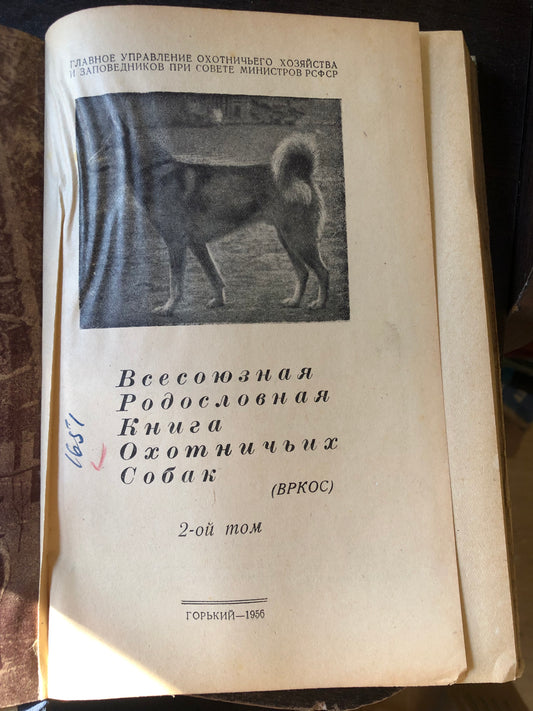 ГЛАВНОЕ УПРАВЛЕНИЕ ОХОТНИЧЬЕГО ХОЗЯЙСТВА
И ЗАПОВЕДНИКОВ ПРИ СОВЕТЕ МИНИСТРОВ РСФСР
Всесоюзная
Родословная
Книга
Охотничьих
Собак
(ВРКОС)
1651
2-ой том
ГОРЬКИЙ—1956